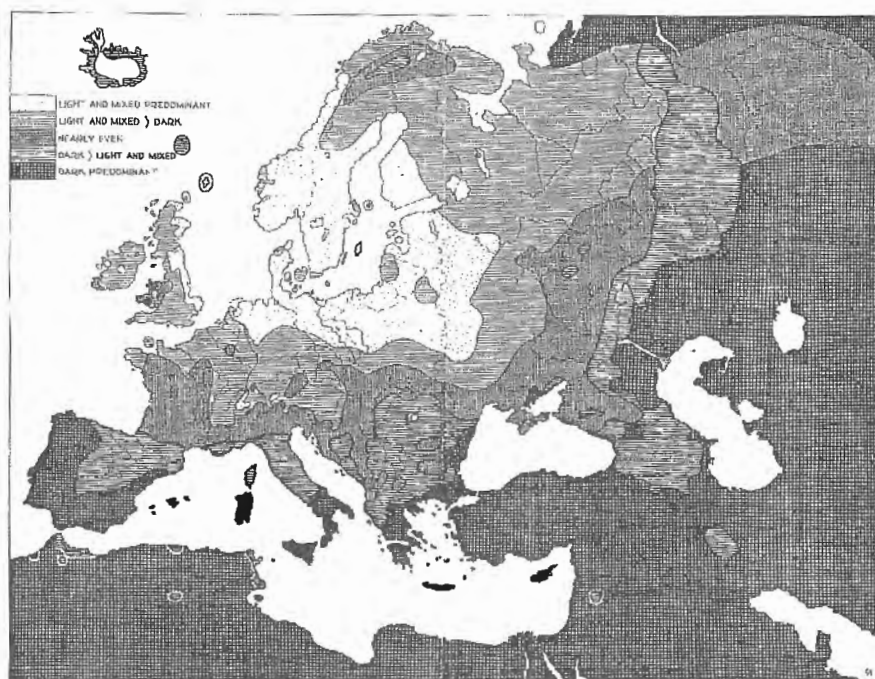 LIGHT AND MIXED PREDOMINANT
LIGHT AND MIXED > DARK
NEARLY EVEN
DARK > LIGHT AND MIXED
DARK PREDOMINANT